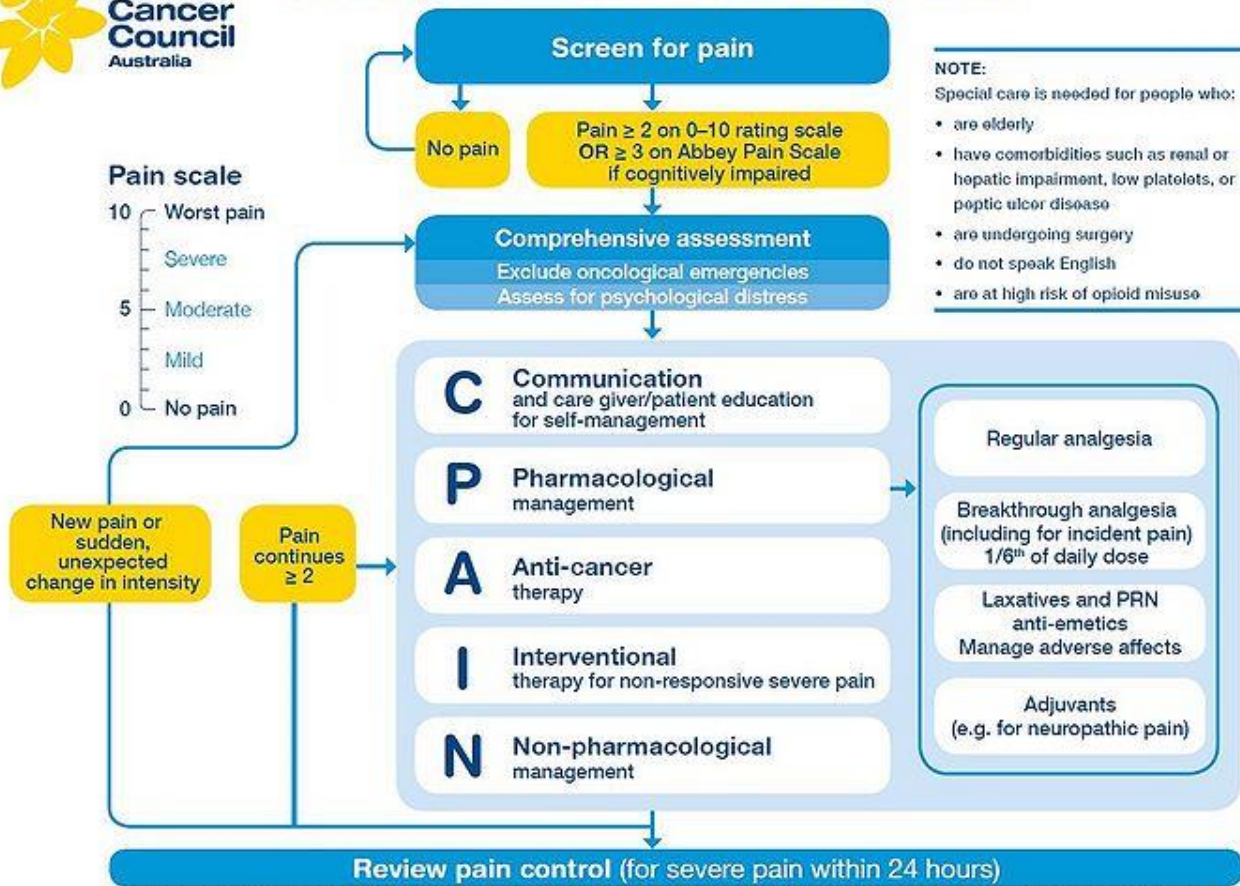 Cancer
Council
Australia
Screen for pain
No pain
Pain ≥ 2 on 0–10 rating scale
OR ≥ 3 on Abbey Pain Scale
if cognitively impaired
NOTE:
Special care is needed for people who:
• are elderly
• have comorbidities such as renal or
hepatic impairment, low platelets, or
peptic ulcer disease
• are undergoing surgery
• do not speak English
• are at high risk of opioid misuse
Pain scale
10 Worst pain
Severe
5 Moderate
Mild
0 No pain
Comprehensive assessment
Exclude oncological emergencies
Assess for psychological distress
C Communication
and care giver/patient education
for self-management
P Pharmacological
management
A Anti-cancer
therapy
I Interventional
therapy for non-responsive severe pain
N Non-pharmacological
management
Regular analgesia
Breakthrough analgesia
(including for incident pain)
1/6th of daily dose
Laxatives and PRN
anti-emetics
Manage adverse affects
Adjuvants
(e.g. for neuropathic pain)
New pain or
sudden,
unexpected
change in intensity
Pain
continues
≥ 2
Review pain control (for severe pain within 24 hours)